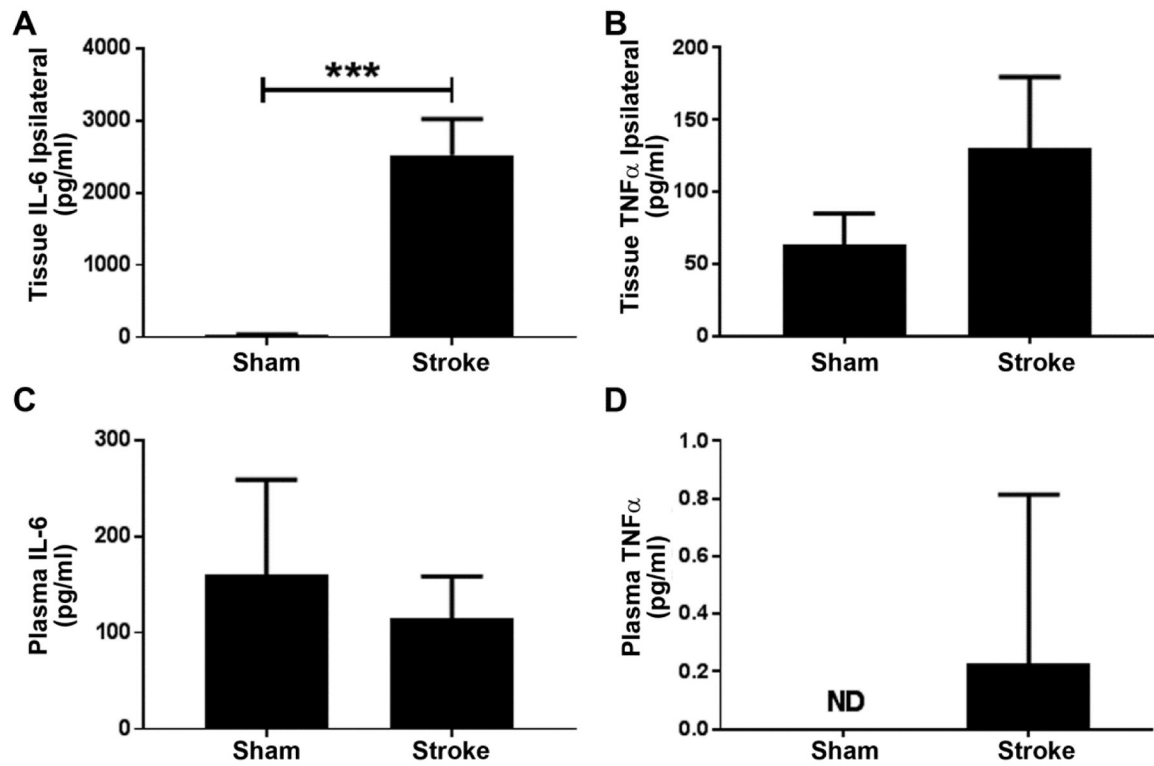 A
Tissue IL-6 Ipsilateral
(pg/ml)
4000
3000
2000
1000
0
***
Sham Stroke
B
Tissue TNFα Ipsilateral
(pg/ml)
200
150
100
50
0
Sham Stroke
C
Plasma IL-6
(pg/ml)
300
200
100
0
Sham Stroke
D
Plasma TNFα
(pg/ml)
1.0
0.8
0.6
0.4
0.2
0.0
ND
Sham Stroke